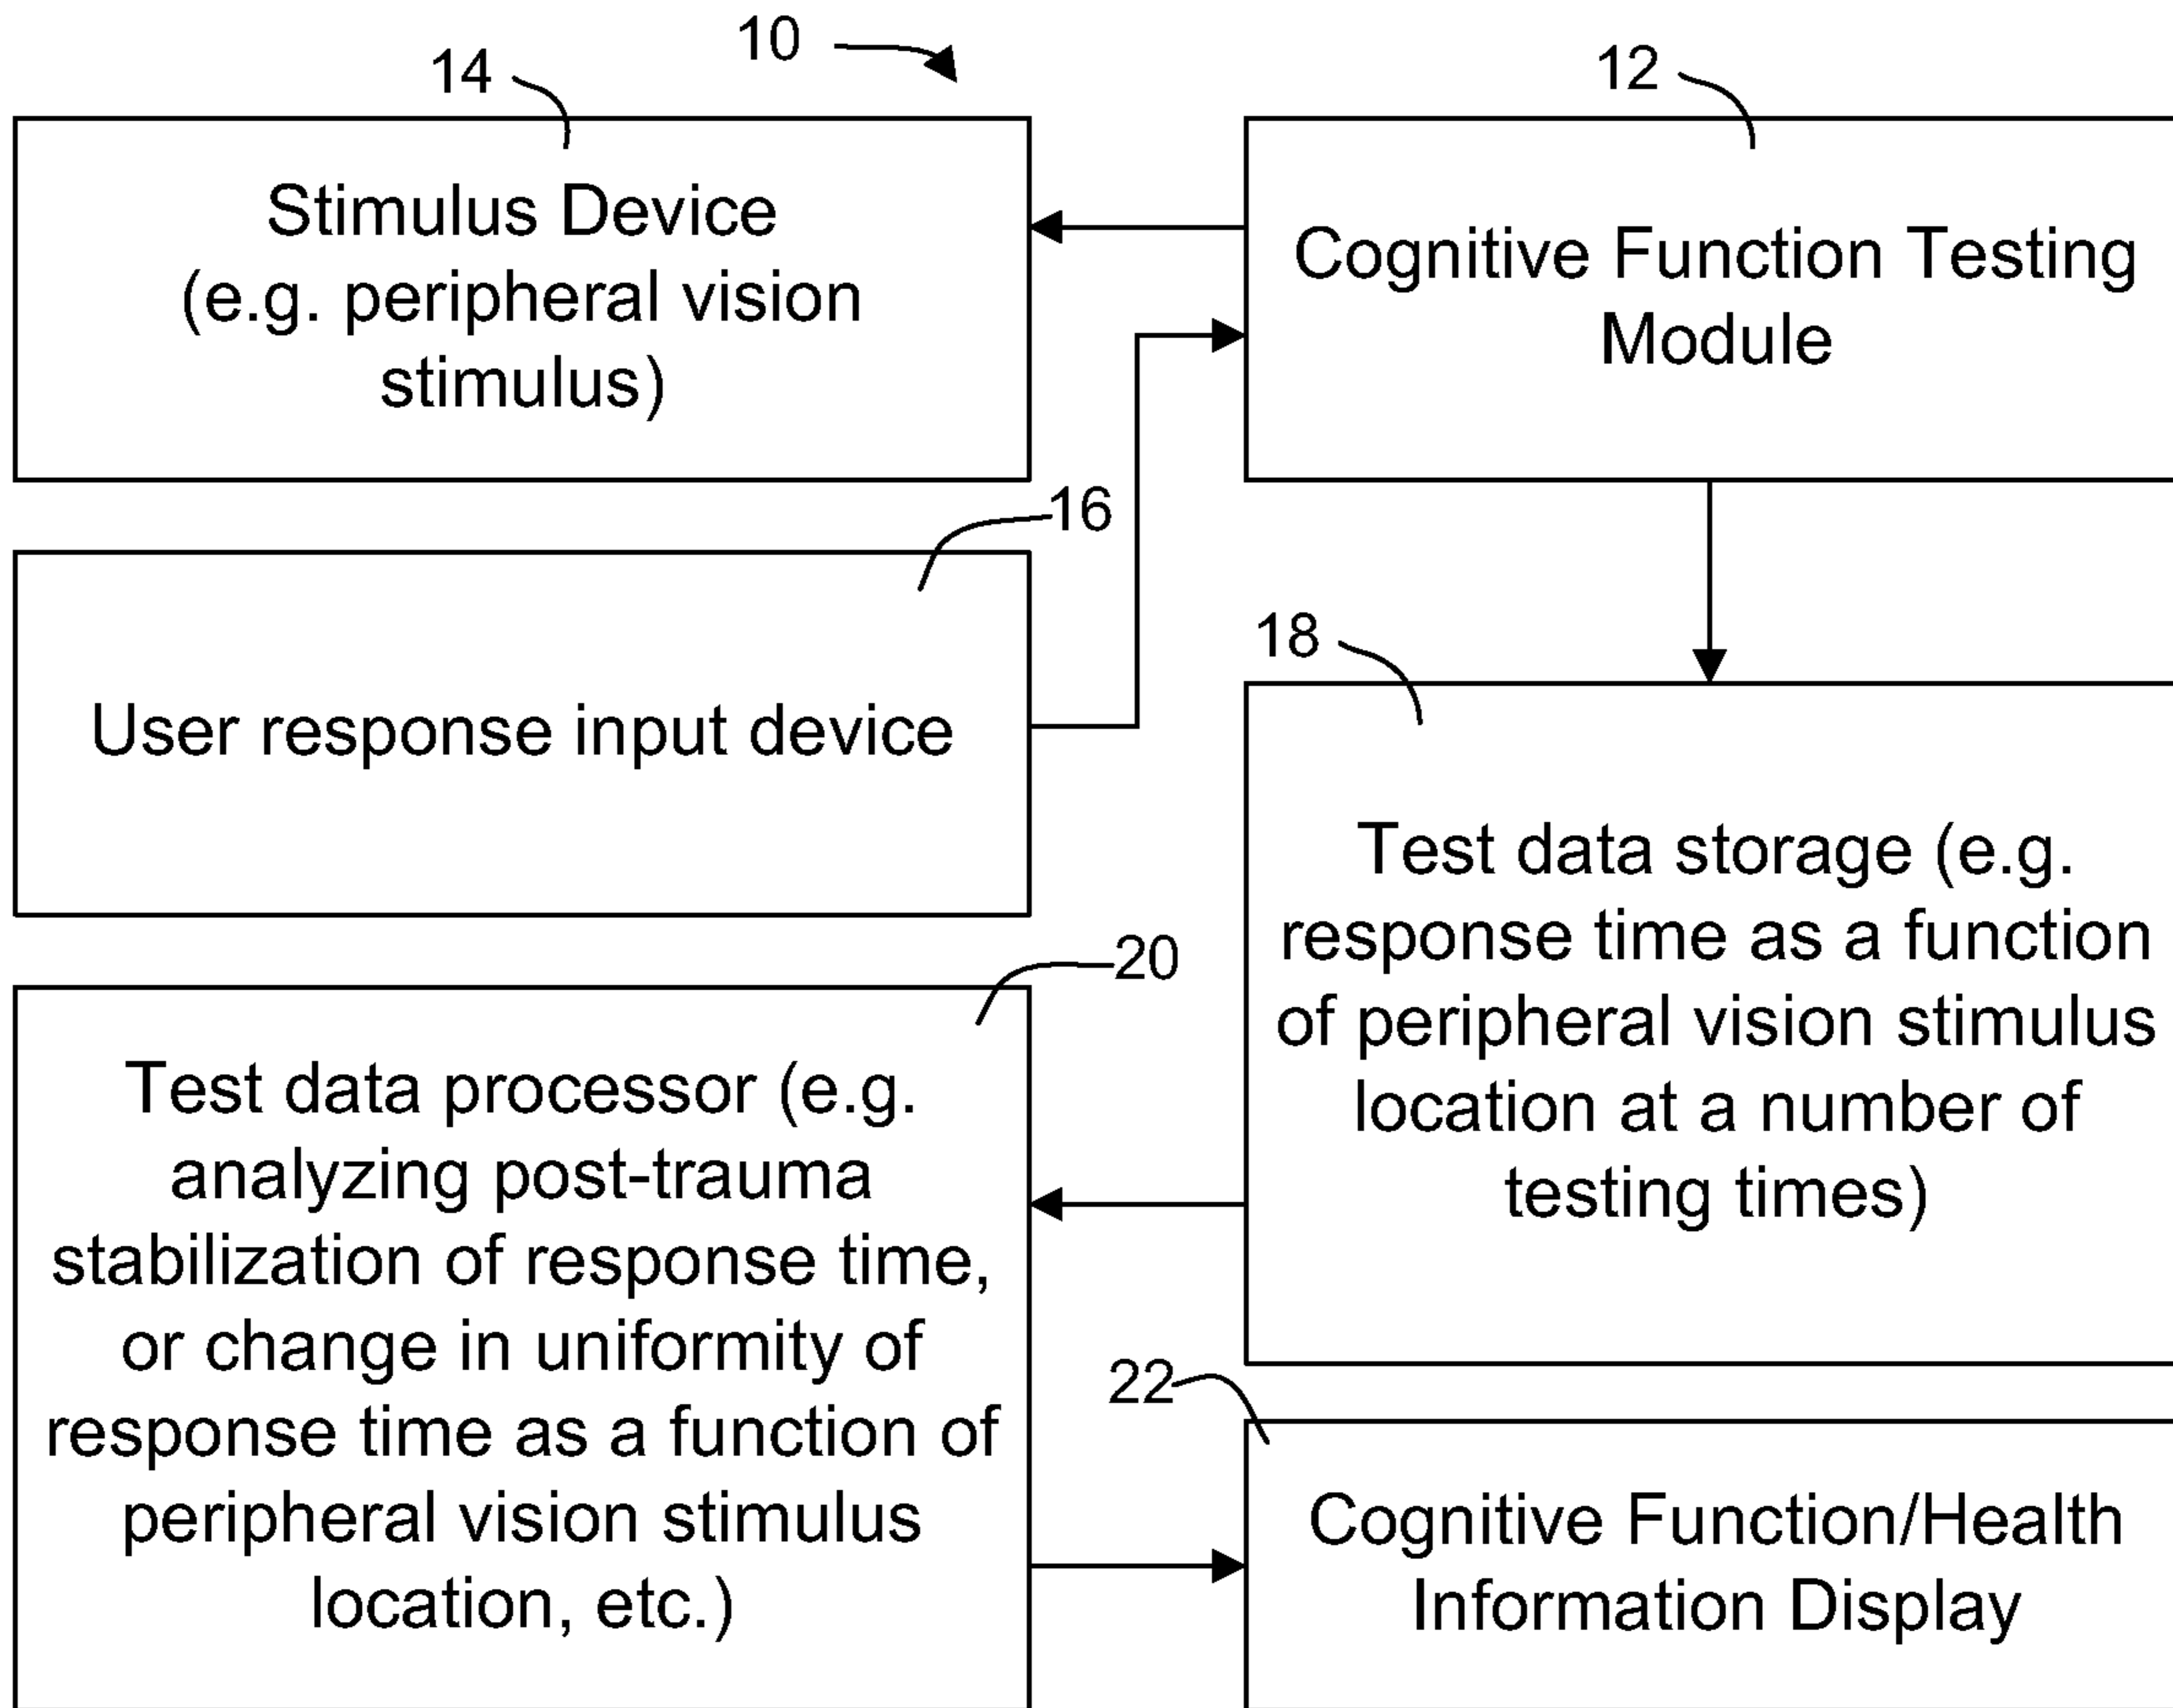 10
14
12
Stimulus Device
(e.g. peripheral vision
stimulus)
Cognitive Function Testing
Module
16
User response input device
18
Test data storage (e.g.
response time as a function
of peripheral vision stimulus
location at a number of
testing times)
20
Test data processor (e.g.
analyzing post-trauma
stabilization of response time,
or change in uniformity of
response time as a function of
peripheral vision stimulus
location, etc.)
22
Cognitive Function/Health
Information Display